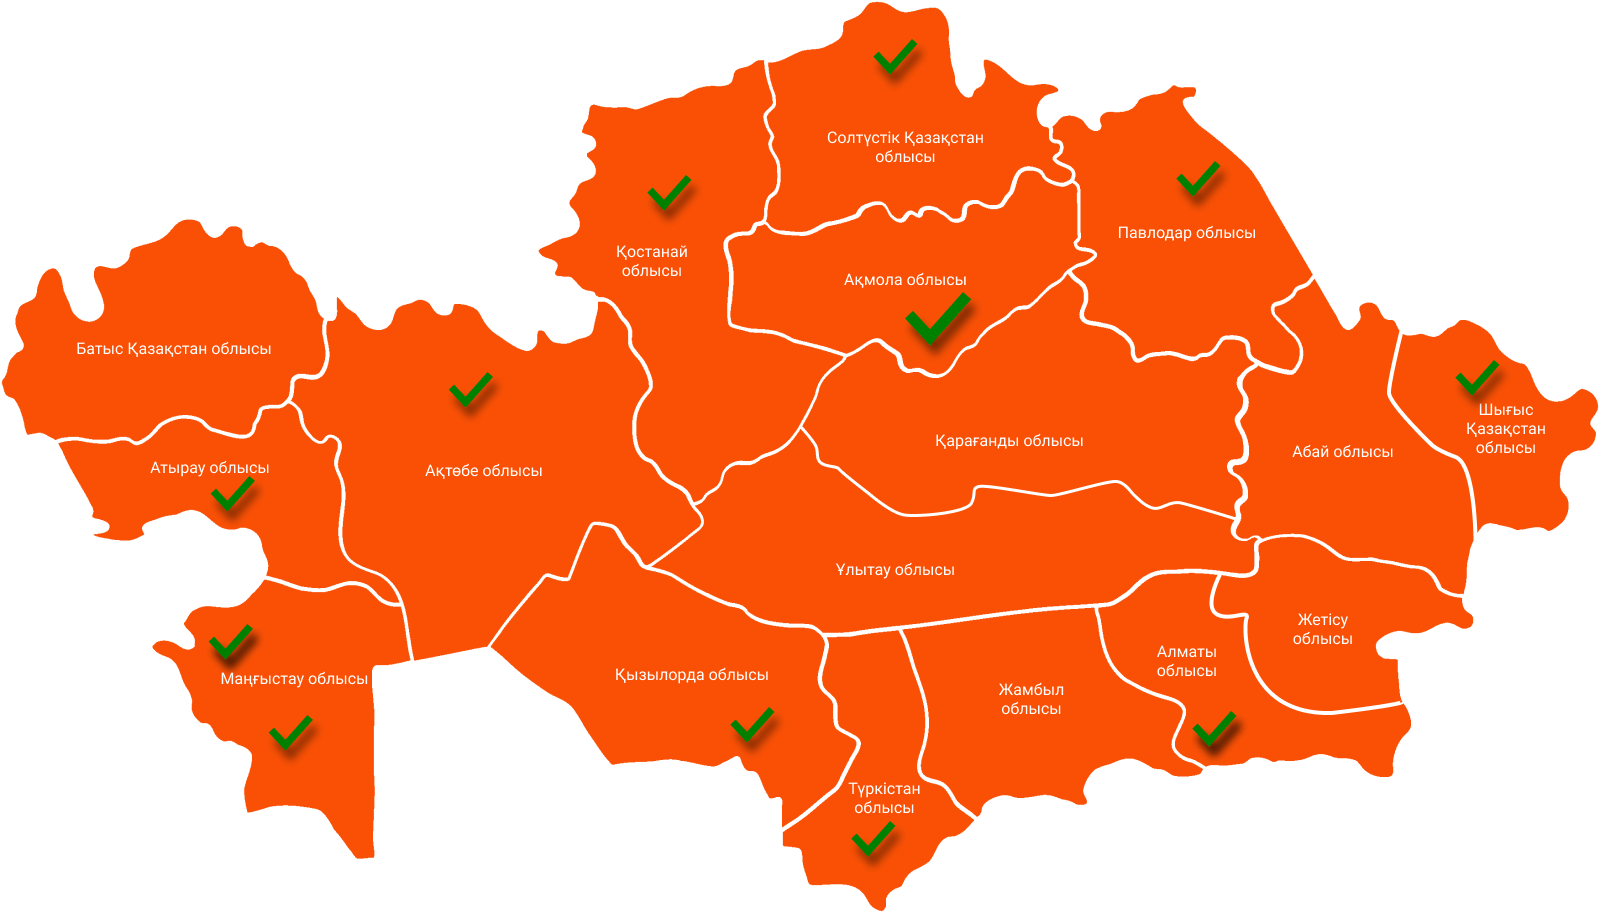 Солтүстік Қазақстан
облысы
Павлодар облысы
Қостанай
облысы
Ақмола облысы
Батыс Қазақстан облысы
Шығыс
Қазақстан
облысы
Қарағанды облысы
Абай облысы
Атырау облысы
Ақтөбе облысы
Ұлытау облысы
Жетісу
облысы
Алматы
облысы
Маңғыстау облысы
Қызылорда облысы
Жамбыл
облысы
Түркістан
облысы